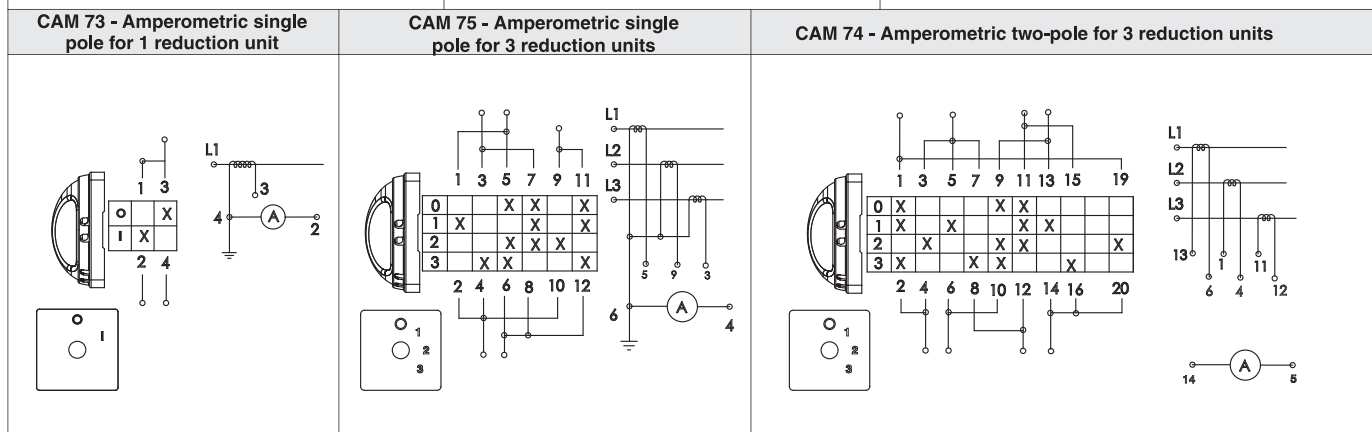 CAM 73 - Amperometric single
pole for 1 reduction unit
CAM 75 - Amperometric single
pole for 3 reduction units
CAM 74 - Amperometric two-pole for 3 reduction units
1 3
O X
I X
2 4
L1
3
4 A 2
O
I
1 3 5 7 9 11
0 X X X
1 X X X
2 X X X
3 X X X
2 4 6 8 10 12
L1
L2
L3
5 9 3
6 A 4
O 1
2
3
1 3 5 7 9 11 13 15 19
0 X X X
1 X X X X
2 X X X X
3 X X X X
2 4 6 8 10 12 14 16 20
L1
L2
L3
13 1 11
6 4 12
14 A 5
O 1
2
3